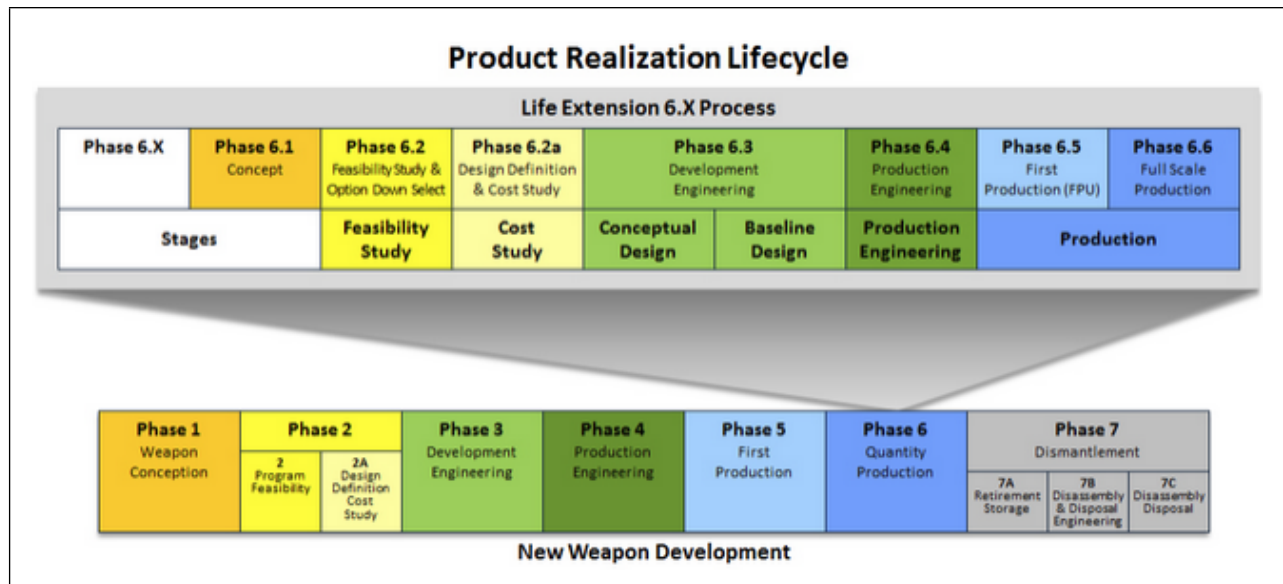 Product Realization Lifecycle
Life Extension 6.X Process
Phase 6.X
Phase 6.1
Concept
Phase 6.2
Feasibility Study &
Option Down Select
Phase 6.2a
Design Definition
& Cost Study
Phase 6.3
Development
Engineering
Phase 6.4
Production
Engineering
Phase 6.5
First
Production (FPU)
Phase 6.6
Full Scale
Production
Stages
Feasibility
Study
Cost
Study
Conceptual
Design
Baseline
Design
Production
Engineering
Production
Phase 1
Weapon
Conception
Phase 2
2
Program
Feasibility
2A
Design
Definition
Cost
Study
Phase 3
Development
Engineering
Phase 4
Production
Engineering
Phase 5
First
Production
Phase 6
Quantity
Production
Phase 7
Dismantlement
7A
Retirement
Storage
7B
Disassembly
& Disposal
Engineering
7C
Disassembly
Disposal
New Weapon Development